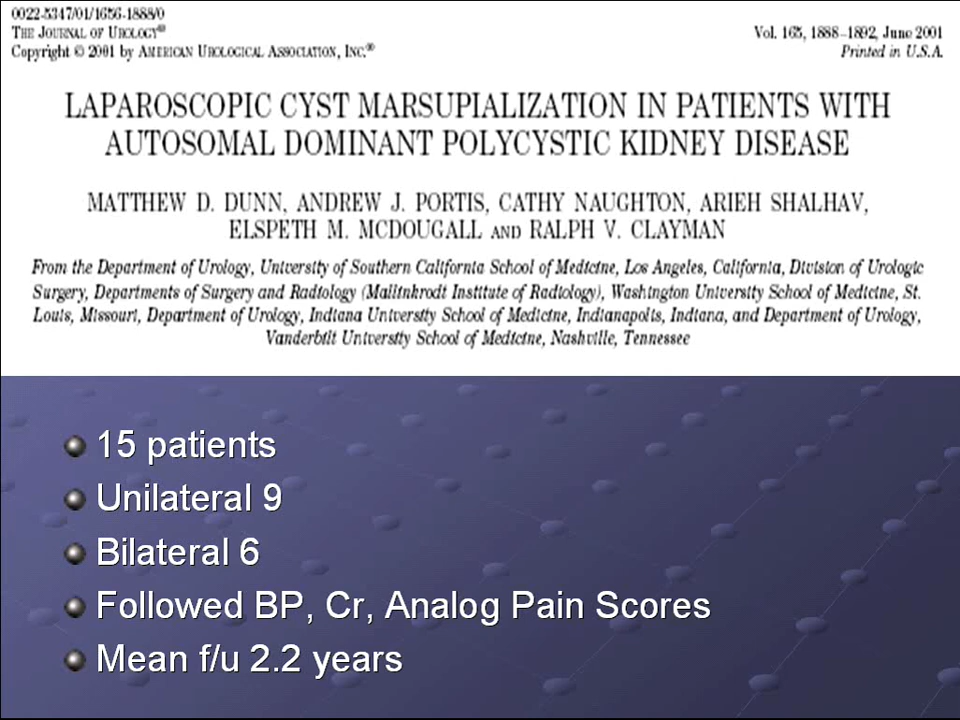 0022-5347/01/1656-1888/0
THE JOURNAL OF UROLOGY®
Copyright © 2001 by AMERICAN UROLOGICAL ASSOCIATION, INC.®
Vol. 165, 1888–1892, June 2001
Printed in U.S.A.
LAPAROSCOPIC CYST MARSUPIALIZATION IN PATIENTS WITH
AUTOSOMAL DOMINANT POLYCYSTIC KIDNEY DISEASE
MATTHEW D. DUNN, ANDREW J. PORTIS, CATHY NAUGHTON, ARIEH SHALHAV,
ELSPETH M. MCDOUGALL AND RALPH V. CLAYMAN
From the Department of Urology, University of Southern California School of Medicine, Los Angeles, California, Division of Urologic
Surgery, Departments of Surgery and Radiology (Mallinkrodt Institute of Radiology), Washington University School of Medicine, St.
Louis, Missouri, Department of Urology, Indiana University School of Medicine, Indianapolis, Indiana, and Department of Urology,
Vanderbilt University School of Medicine, Nashville, Tennessee
15 patients
Unilateral 9
Bilateral 6
Followed BP, Cr, Analog Pain Scores
Mean f/u 2.2 years